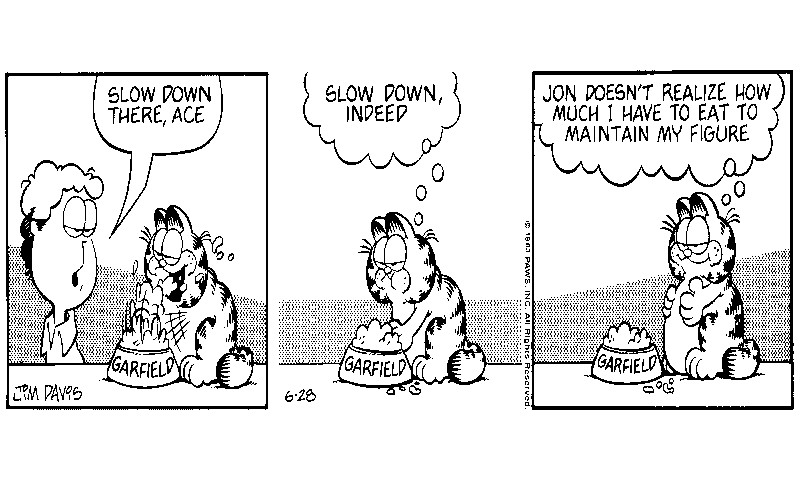 SLOW DOWN
THERE, ACE
GARFIELD
JIM DAVIS
SLOW DOWN,
INDEED
GARFIELD
6-28
© 1983 PAWS, INC. All Rights Reserved.
JON DOESN'T REALIZE HOW
MUCH I HAVE TO EAT TO
MAINTAIN MY FIGURE
GARFIELD